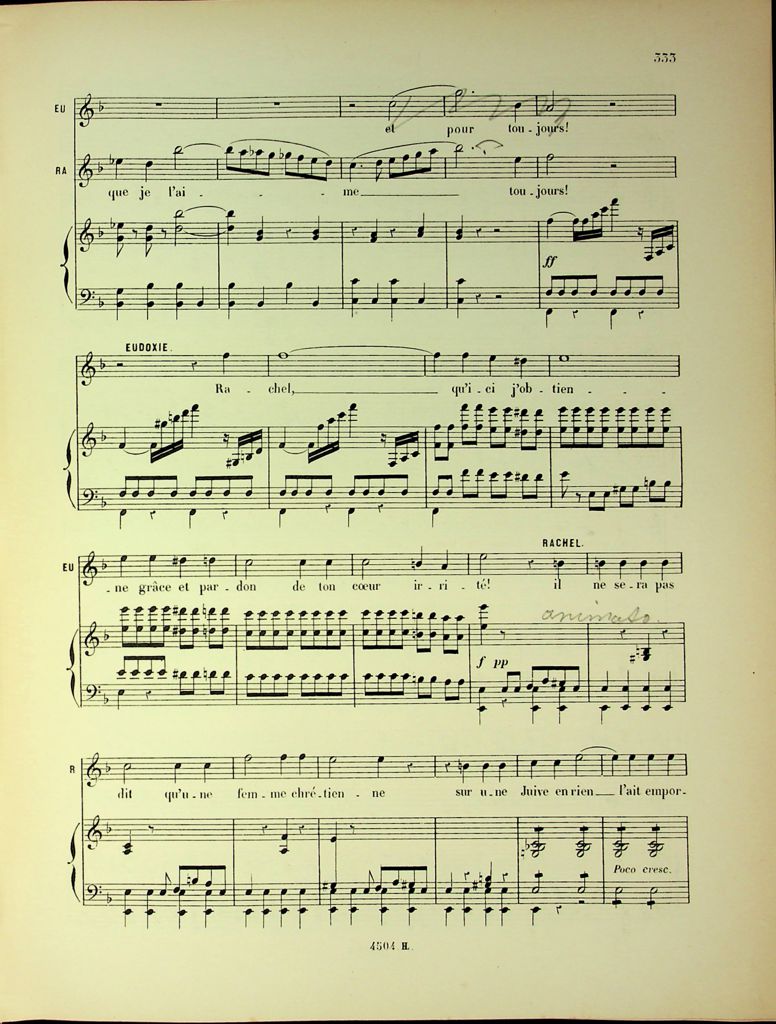 333
EU
et pour tou-jours!
RA
que je l'ai- - - me tou-jours!
ff
EUDOXIE.
Ra- chel, qu'i-ci j'ob-tien- - -
EU
RACHEL.
-ne grâce et par-don de ton cœur ir-ri-té! il ne se-ra pas
animato.
f pp
R
dit qu'u-ne fem-me chré-tien-ne sur u-ne Juive en rien l'ait empor-
Poco cresc.
4504 H.